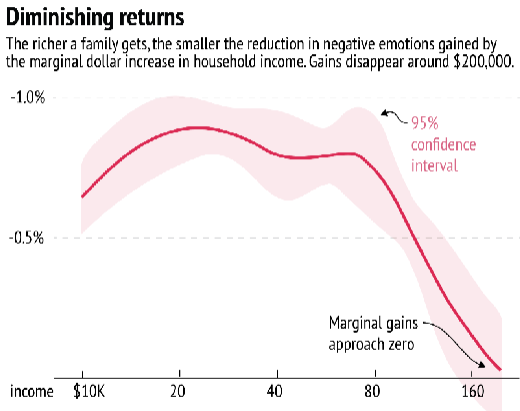 Diminishing returns
The richer a family gets, the smaller the reduction in negative emotions gained by
the marginal dollar increase in household income. Gains disappear around $200,000.
-1.0%
95%
confidence
interval
-0.5%
Marginal gains
approach zero
income $10K 20 40 80 160